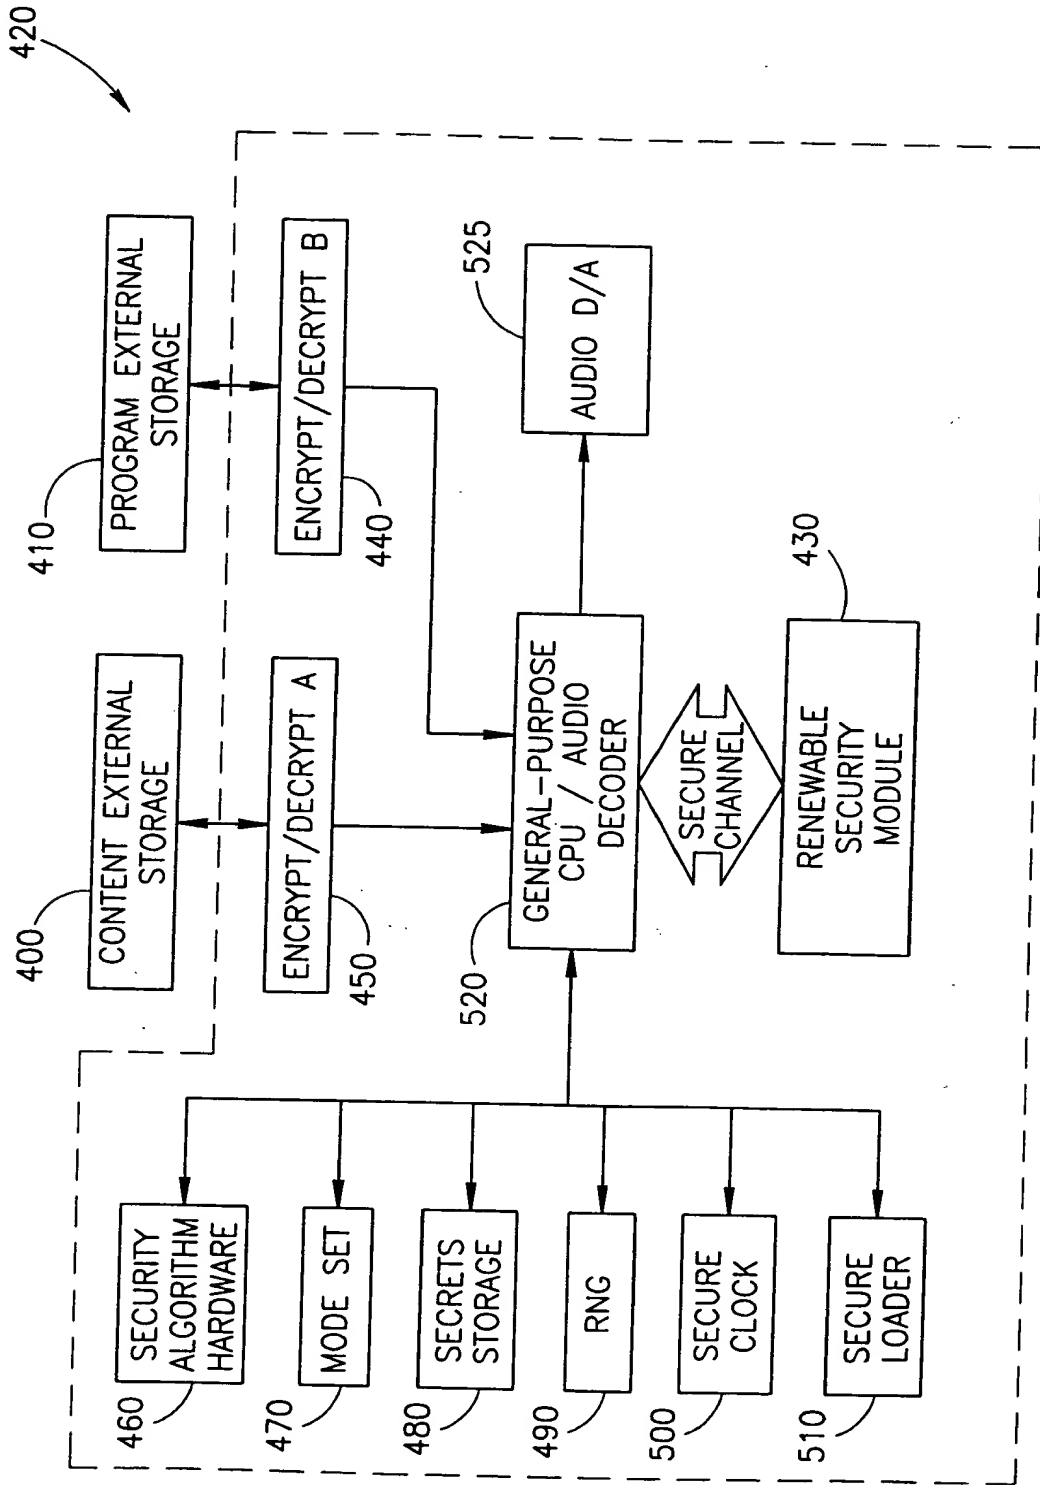 420
410
PROGRAM EXTERNAL
STORAGE
400
CONTENT EXTERNAL
STORAGE
ENCRYPT/DECRYPT B
440
ENCRYPT/DECRYPT A
450
525
AUDIO D/A
520
GENERAL-PURPOSE
CPU / AUDIO
DECODER
SECURE
CHANNEL
430
RENEWABLE
SECURITY
MODULE
460
SECURITY
ALGORITHM
HARDWARE
470
MODE SET
480
SECRETS
STORAGE
490
RNG
500
SECURE
CLOCK
510
SECURE
LOADER